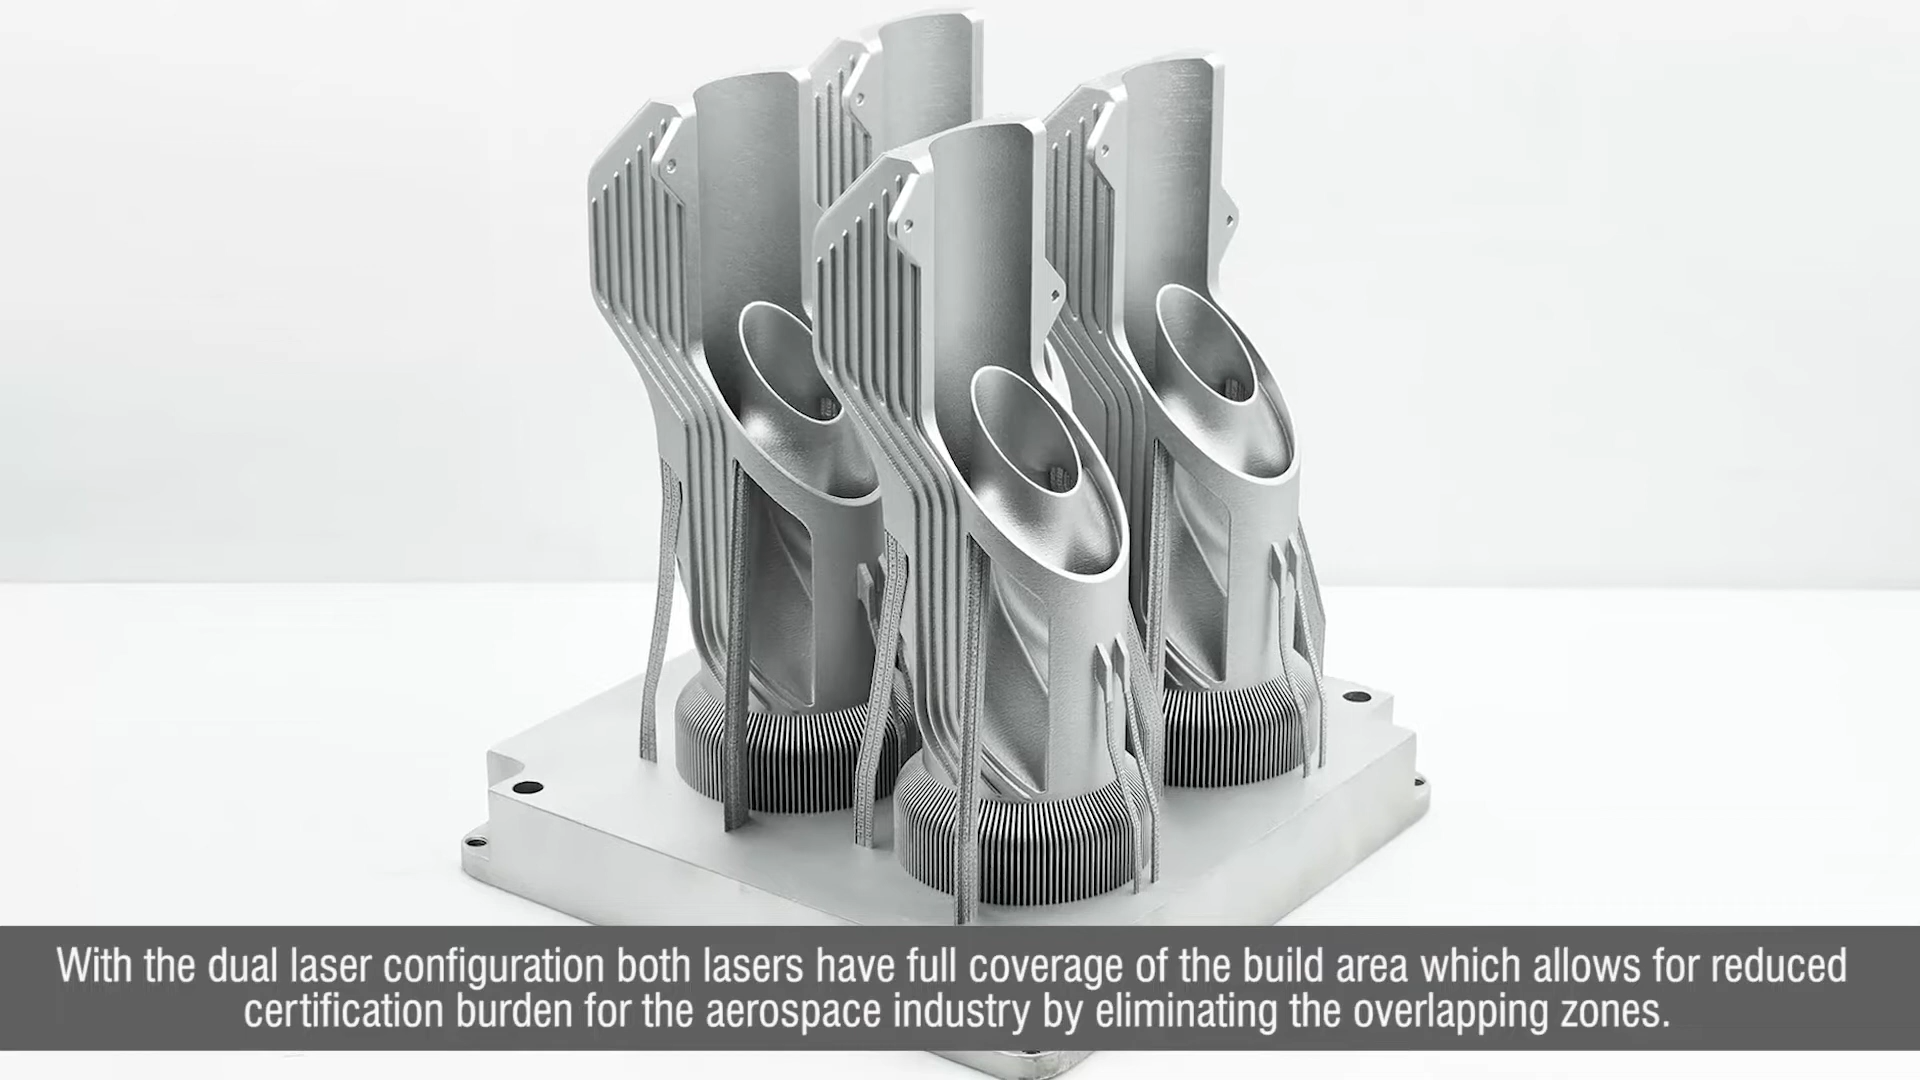 With the dual laser configuration both lasers have full coverage of the build area which allows for reduced
certification burden for the aerospace industry by eliminating the overlapping zones.